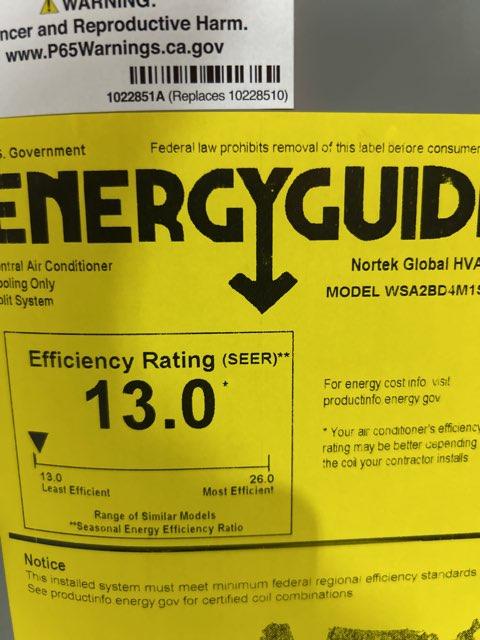 WARNING:
ncer and Reproductive Harm.
www.P65Warnings.ca.gov
1022851A (Replaces 10228510)
S. Government
Federal law prohibits removal of this label before consumer
ENERGYGUID
ntral Air Conditioner
ooling Only
plit System
Nortek Global HVA
MODEL WSA2BD4M1S
Efficiency Rating (SEER)**
13.0*
13.0
Least Efficient
26.0
Most Efficient
Range of Similar Models
**Seasonal Energy Efficiency Ratio
For energy cost info, visit
productinfo.energy.gov
* Your air conditioner's efficiency
rating may be better depending
the coil your contractor installs
Notice
This installed system must meet minimum federal regional efficiency standards
See productinfo.energy.gov for certified coil combinations